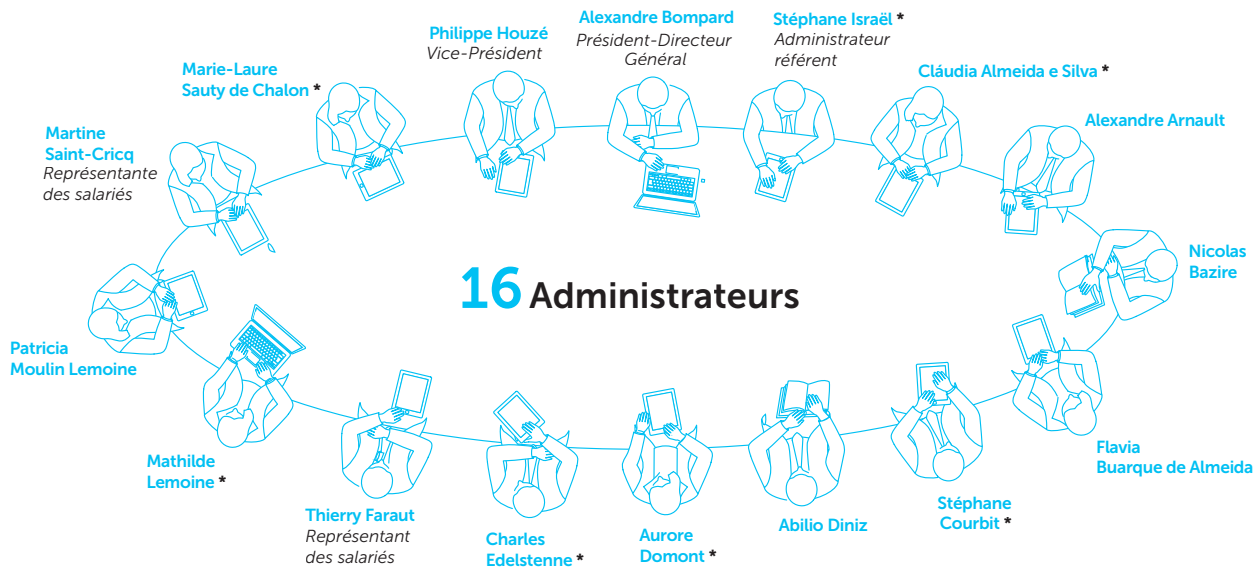 Alexandre Bompard
Président-Directeur
Général
Stéphane Israël *
Administrateur
référent
Philippe Houzé
Vice-Président
Cláudia Almeida e Silva *
Marie-Laure
Sauty de Chalon *
Alexandre Arnault
Martine
Saint-Cricq
Représentante
des salariés
Nicolas
Bazire
16 Administrateurs
Patricia
Moulin Lemoine
Flavia
Buarque de Almeida
Mathilde
Lemoine *
Stéphane
Courbit *
Thierry Faraut
Représentant
des salariés
Charles
Edelstenne *
Aurore
Domont *
Abilio Diniz